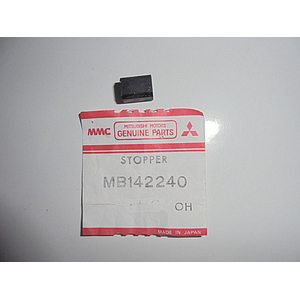 MMC
MITSUBISHI MOTORS
GENUINE PARTS
STOPPER
MB142240
OH
MADE IN JAPAN